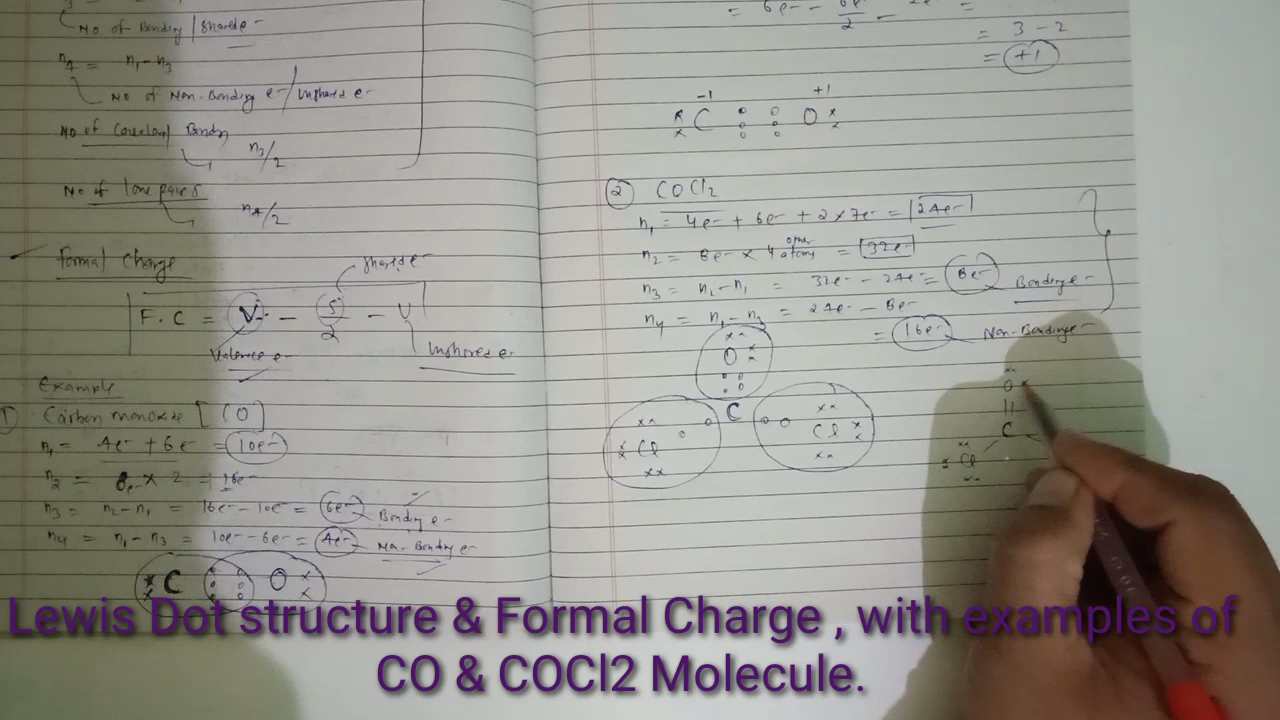 No of Bonding/Shared e-
n4 = n1 - n3
No of Non-Bonding e-/Unshared e-
No of Covalent Bonds
n3/2
No of lone pairs
n4/2
Formal Charge
Shared e-
F.C = V - S/2 - U
Valence e-
Unshared e-
Example
1) Carbon monoxide [CO]
n1 = 4e- + 6e- = 10e-
n2 = 8e- × 2 = 16e-
n3 = n2 - n1 = 16e- - 10e- = 6e- Bonding e-
n4 = n1 - n3 = 10e- - 6e- = 4e- Non-Bonding e-
C O
= 3 - 2
= +1
-1 +1
C O
2 COCl2
n1 = 4e- + 6e- + 2 × 7e- = 24e-
n2 = 8e- × 4 atoms = 32e-
n3 = n2 - n1 = 32e- - 24e- = 8e- Bonding e-
n4 = n1 - n3 = 24e- - 8e-
= 16e- Non-Bonding e-
O
C
Cl Cl
O
C
Cl
Lewis Dot structure & Formal Charge , with examples of
CO & COCl2 Molecule.